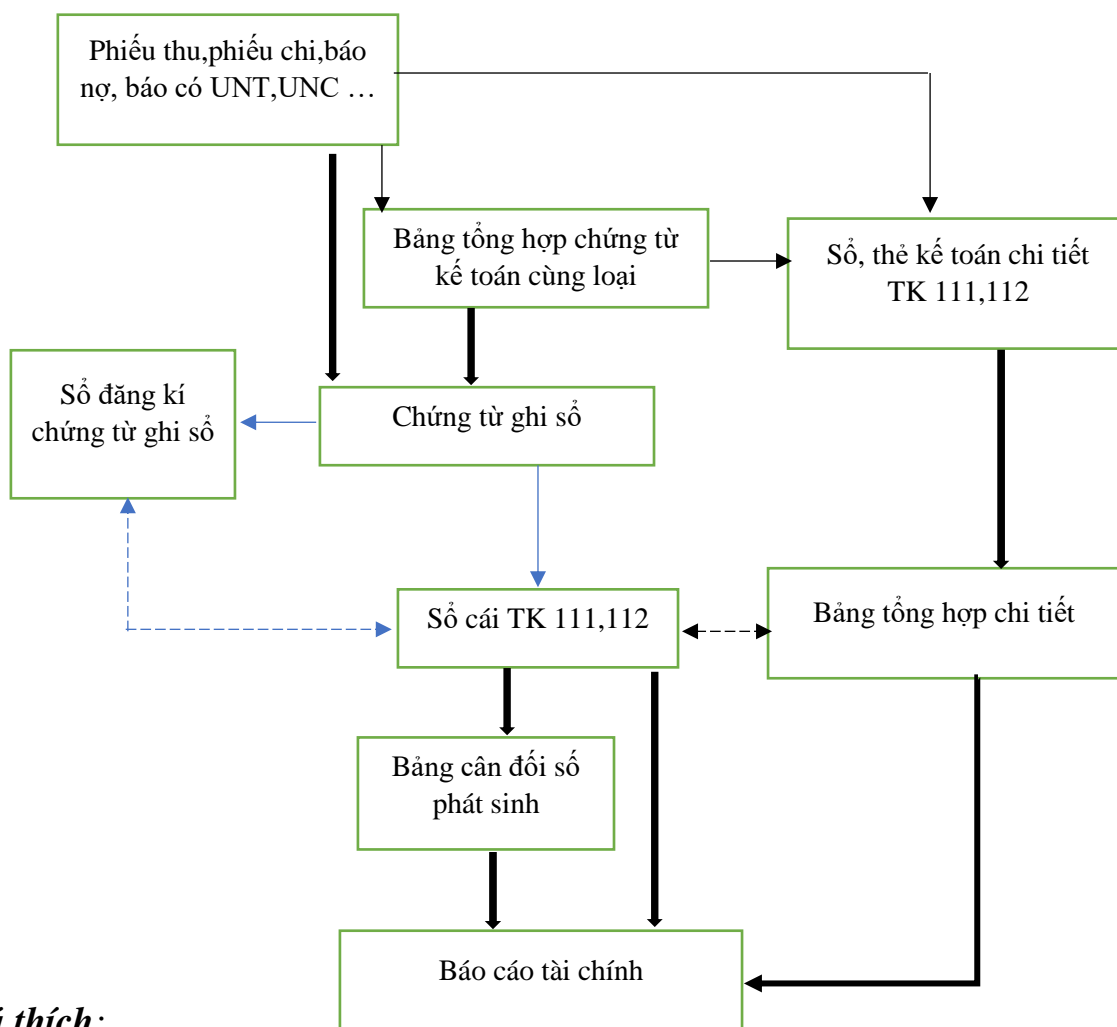 Phiếu thu,phiếu chi,báo
nợ, báo có UNT,UNC …
Bảng tổng hợp chứng từ
kế toán cùng loại
Sổ, thẻ kế toán chi tiết
TK 111,112
Sổ đăng kí
chứng từ ghi sổ
Chứng từ ghi sổ
Sổ cái TK 111,112
Bảng tổng hợp chi tiết
Bảng cân đối số
phát sinh
Báo cáo tài chính
thích: